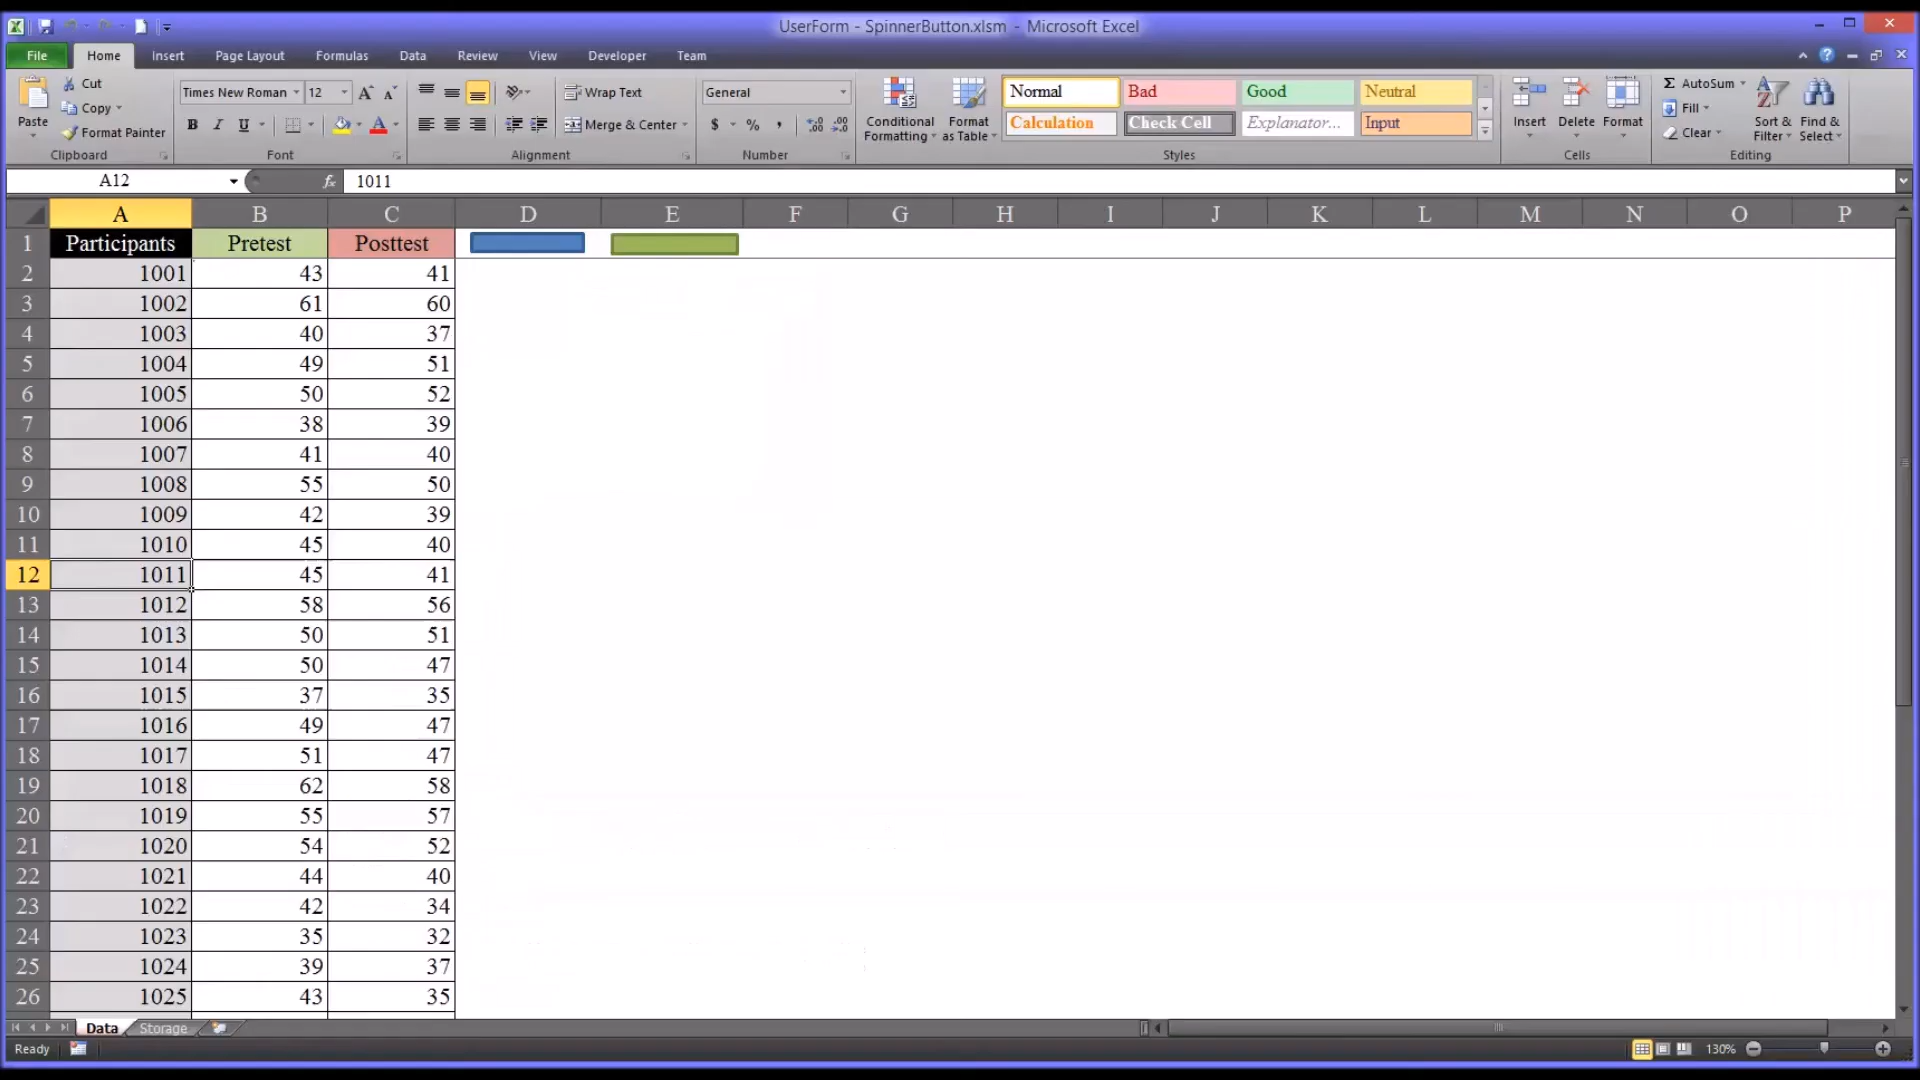 UserForm - SpinnerButton.xlsm - Microsoft Excel
File Home Insert Page Layout Formulas Data Review View Developer Team
Cut
Copy
Format Painter
Paste
Clipboard
Times New Roman 12
B I U
Font
Wrap Text
Merge & Center
Alignment
General
$ % ,
Number
Conditional Formatting
Format as Table
Normal Bad Good Neutral
Calculation Check Cell Explanator... Input
Styles
Insert Delete Format
Cells
Σ AutoSum
Fill
Clear
Sort & Filter
Find & Select
Editing
A12 fx 1011
A B C D E F G H I J K L M N O P
1 Participants Pretest Posttest
2 1001 43 41
3 1002 61 60
4 1003 40 37
5 1004 49 51
6 1005 50 52
7 1006 38 39
8 1007 41 40
9 1008 55 50
10 1009 42 39
11 1010 45 40
12 1011 45 41
13 1012 58 56
14 1013 50 51
15 1014 50 47
16 1015 37 35
17 1016 49 47
18 1017 51 47
19 1018 62 58
20 1019 55 57
21 1020 54 52
22 1021 44 40
23 1022 42 34
24 1023 35 32
25 1024 39 37
26 1025 43 35
Data Storage
Ready 130%